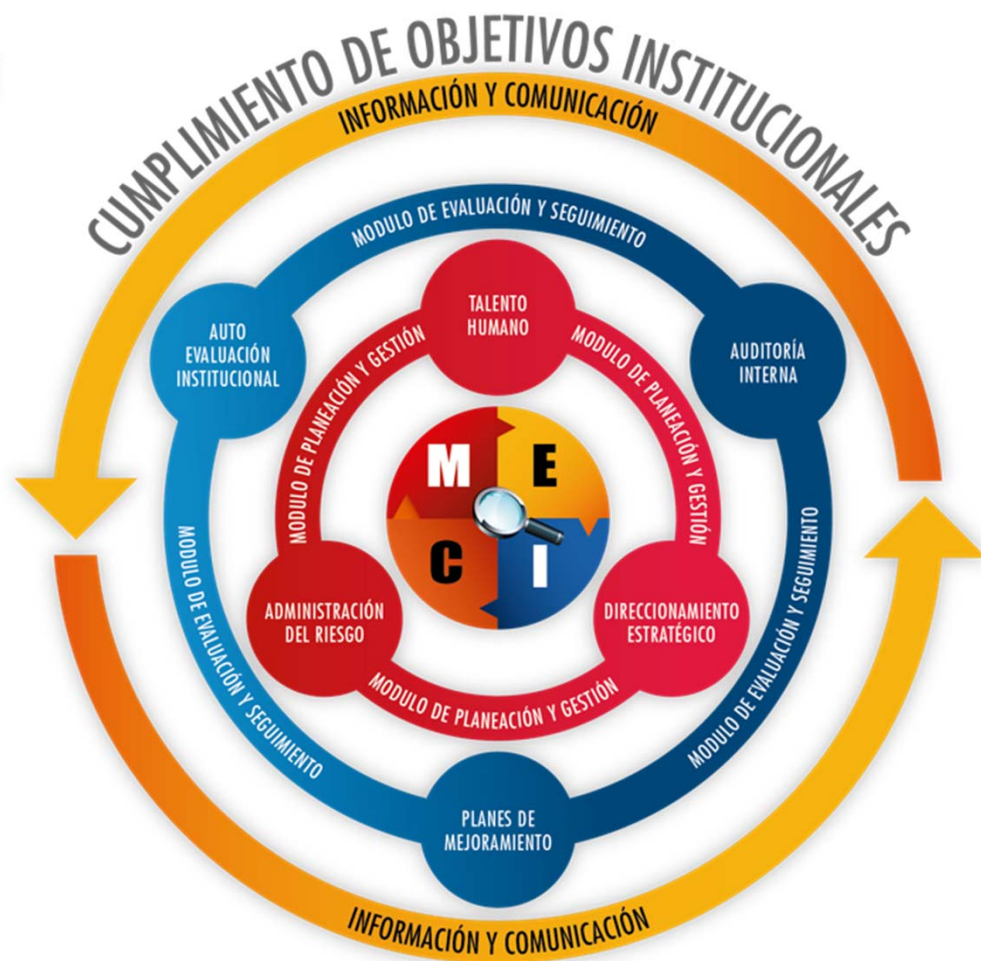 CUMPLIMIENTO DE OBJETIVOS INSTITUCIONALES
INFORMACIÓN Y COMUNICACIÓN
MODULO DE EVALUACIÓN Y SEGUIMIENTO
TALENTO
HUMANO
AUTO
EVALUACIÓN
INSTITUCIONAL
AUDITORÍA
INTERNA
MODULO DE PLANEACIÓN Y GESTIÓN
MODULO DE PLANEACIÓN Y GESTIÓN
M E
C I
MODULO DE EVALUACIÓN Y SEGUIMIENTO
MODULO DE EVALUACIÓN Y SEGUIMIENTO
ADMINISTRACIÓN
DEL RIESGO
DIRECCIONAMIENTO
ESTRATÉGICO
MODULO DE PLANEACIÓN Y GESTIÓN
PLANES DE
MEJORAMIENTO
INFORMACIÓN Y COMUNICACIÓN